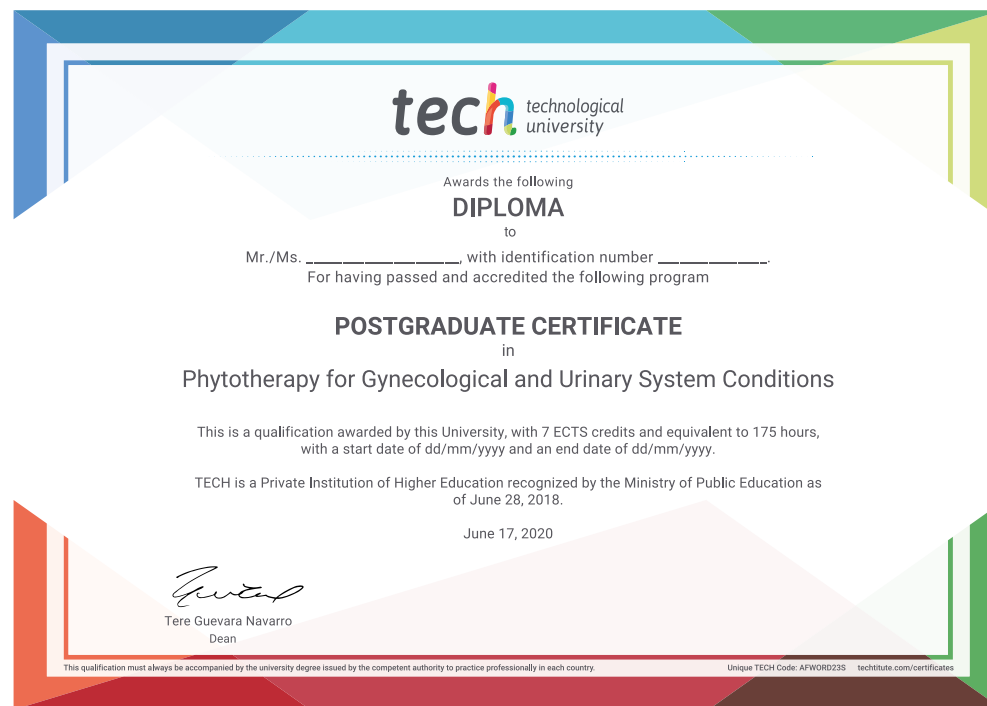 tech technological
university
Awards the following
DIPLOMA
to
Mr./Ms. ____________________, with identification number ______________.
For having passed and accredited the following program
POSTGRADUATE CERTIFICATE
in
Phytotherapy for Gynecological and Urinary System Conditions
This is a qualification awarded by this University, with 7 ECTS credits and equivalent to 175 hours,
with a start date of dd/mm/yyyy and an end date of dd/mm/yyyy.
TECH is a Private Institution of Higher Education recognized by the Ministry of Public Education as
of June 28, 2018.
June 17, 2020
Tere Guevara Navarro
Dean
This qualification must always be accompanied by the university degree issued by the competent authority to practice professionally in each country. Unique TECH Code: AFWORD23S techtitute.com/certificates